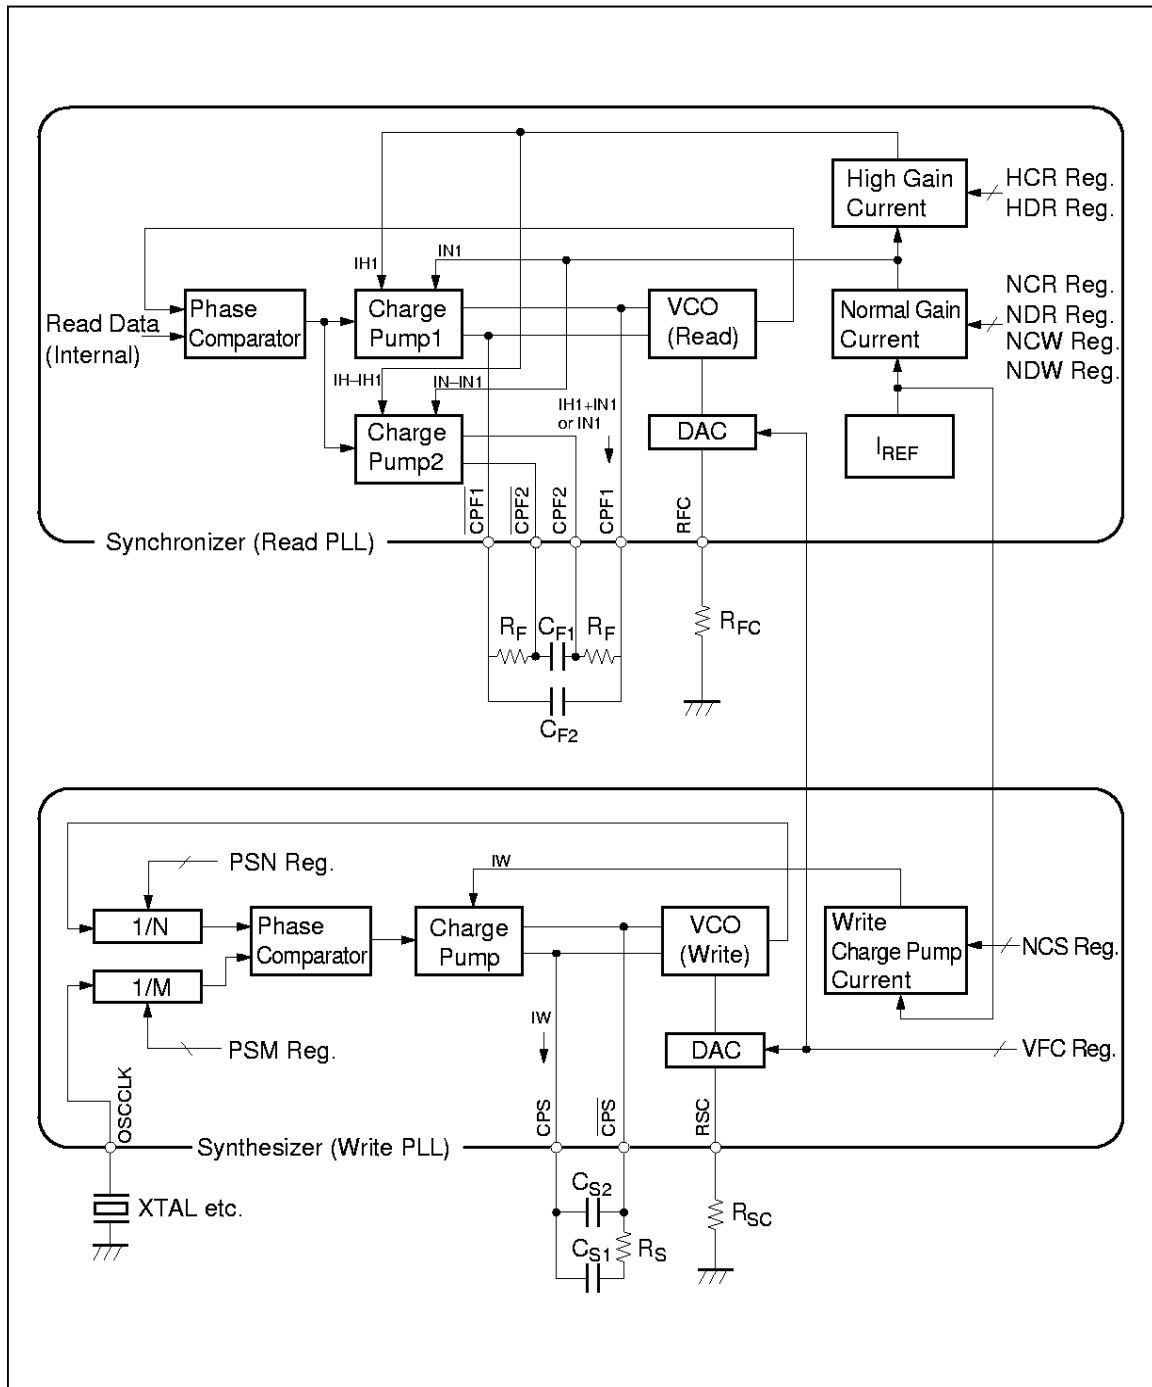 High Gain
Current
HCR Reg.
HDR Reg.
IH1
IN1
Read Data
(Internal)
Phase
Comparator
Charge
Pump1
VCO
(Read)
Normal Gain
Current
NCR Reg.
NDR Reg.
NCW Reg.
NDW Reg.
IH–IH1
IN–IN1
Charge
Pump2
IH1+IN1
or IN1
DAC
IREF
CPF1
CPF2
CPF2
CPF1
RFC
Synchronizer (Read PLL)
RF
CF1
RF
RFC
CF2
PSN Reg.
IW
1/N
Phase
Comparator
Charge
Pump
VCO
(Write)
Write
Charge Pump
Current
NCS Reg.
1/M
PSM Reg.
IW
DAC
VFC Reg.
OSCCLK
CPS
CPS
RSC
Synthesizer (Write PLL)
XTAL etc.
CS2
CS1
RS
RSC